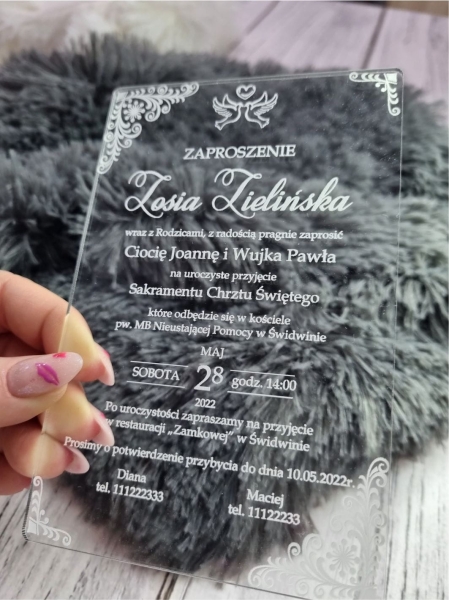 ZAPROSZENIE
Zosia Zielińska
wraz z Rodzicami, z radością pragnie zaprosić
Ciocię Joannę i Wujka Pawła
na uroczyste przyjęcie
Sakramentu Chrztu Świętego
które odbędzie się w kościele
pw. MB Nieustającej Pomocy w Świdwinie
MAJ
SOBOTA 28 godz. 14:00
2022
Po uroczystości zapraszamy na przyjęcie
w restauracji „Zamkowej" w Świdwinie
Prosimy o potwierdzenie przybycia do dnia 10.05.2022r.
Diana Maciej
tel. 111222333 tel. 11122233